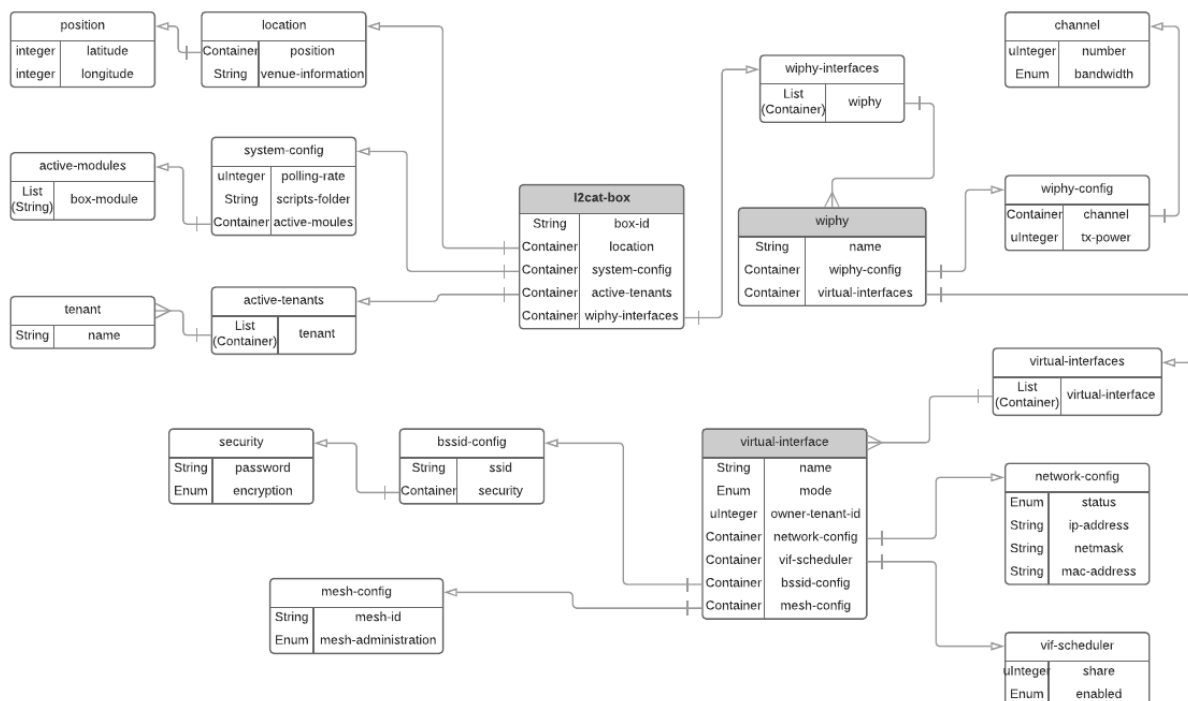 position
integer latitude
integer longitude
location
Container position
String venue-information
channel
uInteger number
Enum bandwidth
wiphy-interfaces
List (Container) wiphy
active-modules
List (String) box-module
system-config
uInteger polling-rate
String scripts-folder
Container active-moules
I2cat-box
String box-id
Container location
Container system-config
Container active-tenants
Container wiphy-interfaces
wiphy
String name
Container wiphy-config
Container virtual-interfaces
wiphy-config
Container channel
uInteger tx-power
tenant
String name
active-tenants
List (Container) tenant
virtual-interfaces
List (Container) virtual-interface
security
String password
Enum encryption
bssid-config
String ssid
Container security
virtual-interface
String name
Enum mode
uInteger owner-tenant-id
Container network-config
Container vif-scheduler
Container bssid-config
Container mesh-config
network-config
Enum status
String ip-address
String netmask
String mac-address
mesh-config
String mesh-id
Enum mesh-administration
vif-scheduler
uInteger share
Enum enabled